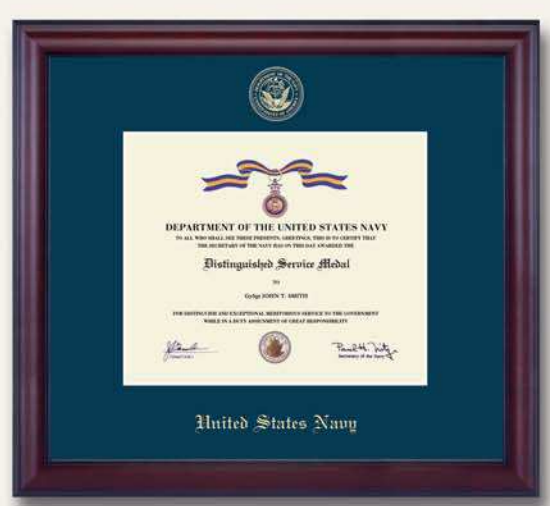 DEPARTMENT OF THE UNITED STATES NAVY
TO ALL WHO SHALL SEE THESE PRESENTS, GREETINGS, THIS IS TO CERTIFY THAT
THE SECRETARY OF THE NAVY HAS ON THIS DAY AWARDED THE
Distinguished Service Medal
TO
GySgt JOHN T. SMITH
FOR DISTINGUISHED AND EXCEPTIONAL MERITORIOUS SERVICE TO THE GOVERNMENT
WHILE IN A DUTY ASSIGNMENT OF GREAT RESPONSIBILITY
Secretary of the Navy
United States Navy